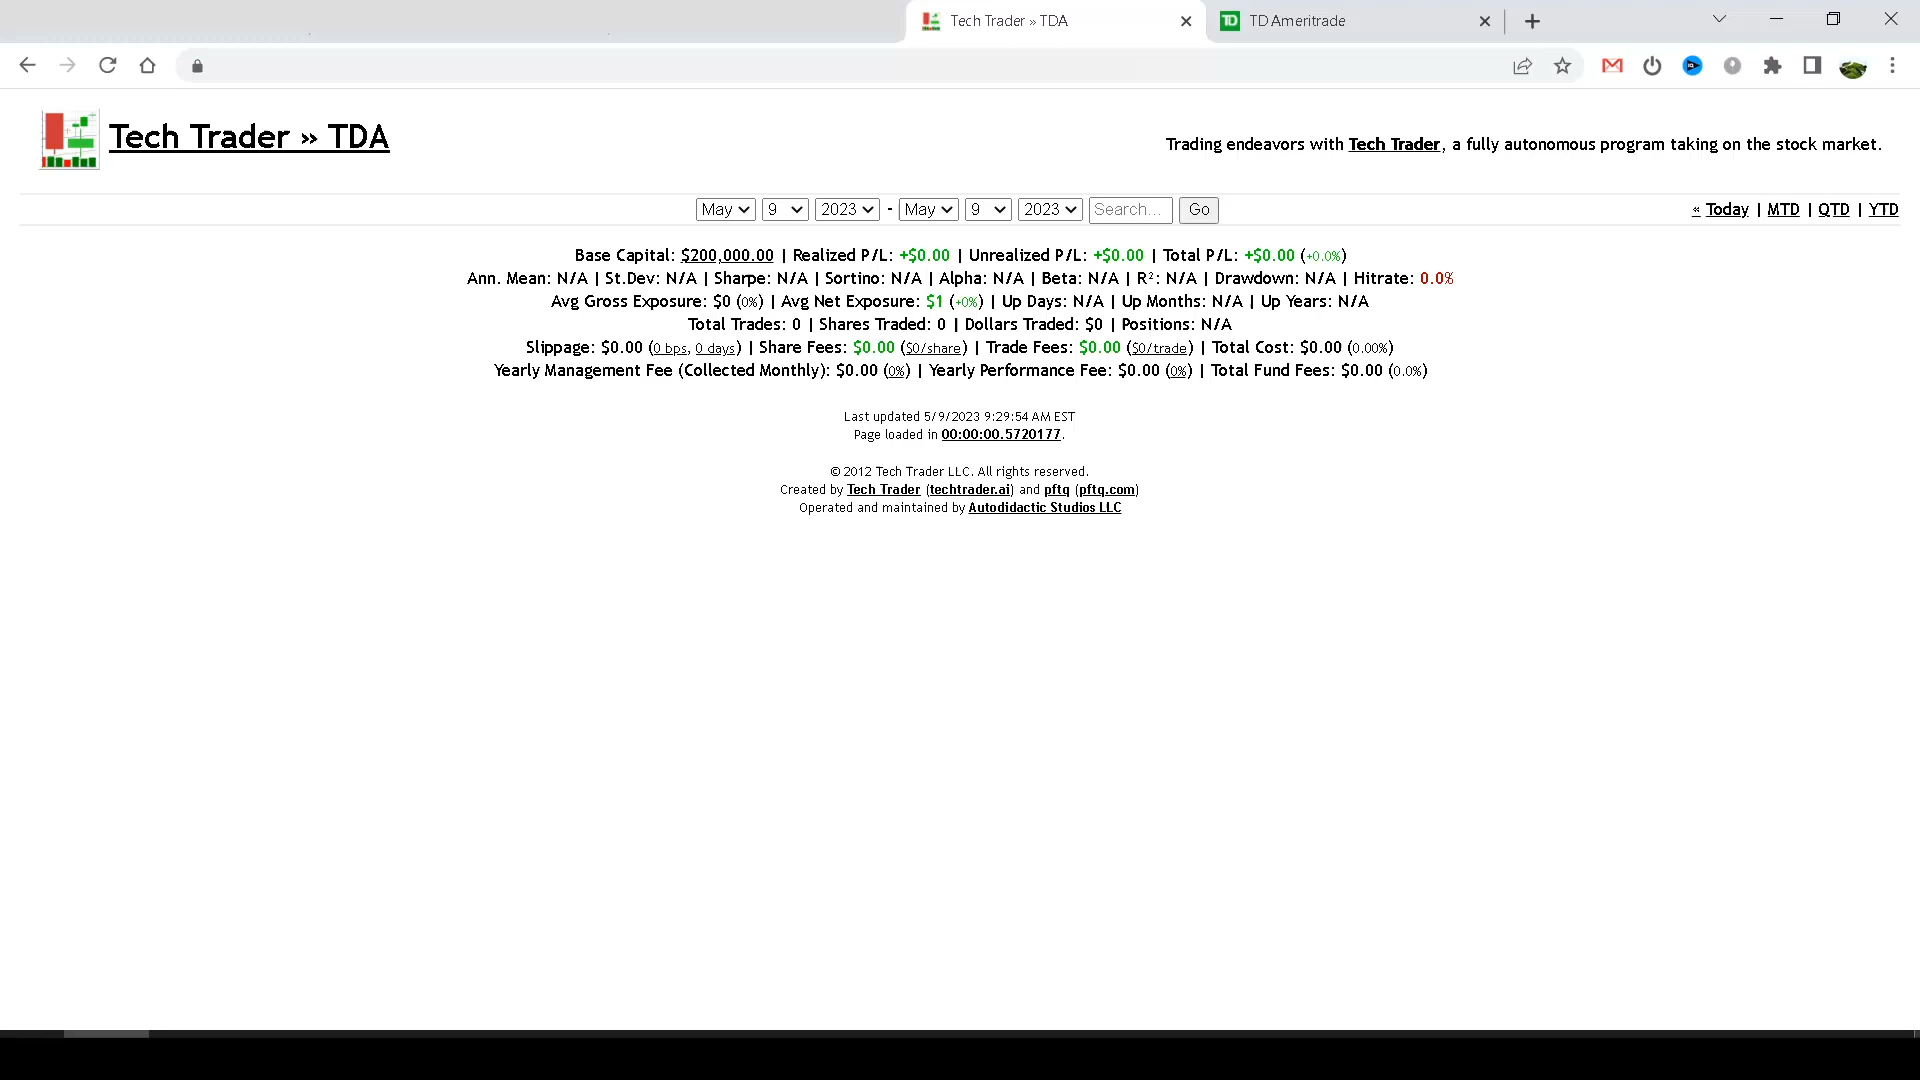 Tech Trader » TDA
TD Ameritrade
Tech Trader » TDA
Trading endeavors with Tech Trader, a fully autonomous program taking on the stock market.
May 9 2023 - May 9 2023 Search... Go
« Today | MTD | QTD | YTD
Base Capital: $200,000.00 | Realized P/L: +$0.00 | Unrealized P/L: +$0.00 | Total P/L: +$0.00 (+0.0%)
Ann. Mean: N/A | St.Dev: N/A | Sharpe: N/A | Sortino: N/A | Alpha: N/A | Beta: N/A | R²: N/A | Drawdown: N/A | Hitrate: 0.0%
Avg Gross Exposure: $0 (0%) | Avg Net Exposure: $1 (+0%) | Up Days: N/A | Up Months: N/A | Up Years: N/A
Total Trades: 0 | Shares Traded: 0 | Dollars Traded: $0 | Positions: N/A
Slippage: $0.00 (0 bps, 0 days) | Share Fees: $0.00 ($0/share) | Trade Fees: $0.00 ($0/trade) | Total Cost: $0.00 (0.00%)
Yearly Management Fee (Collected Monthly): $0.00 (0%) | Yearly Performance Fee: $0.00 (0%) | Total Fund Fees: $0.00 (0.0%)
Last updated 5/9/2023 9:29:54 AM EST
Page loaded in 00:00:00.5720177.
© 2012 Tech Trader LLC. All rights reserved.
Created by Tech Trader (techtrader.ai) and pftq (pftq.com)
Operated and maintained by Autodidactic Studios LLC